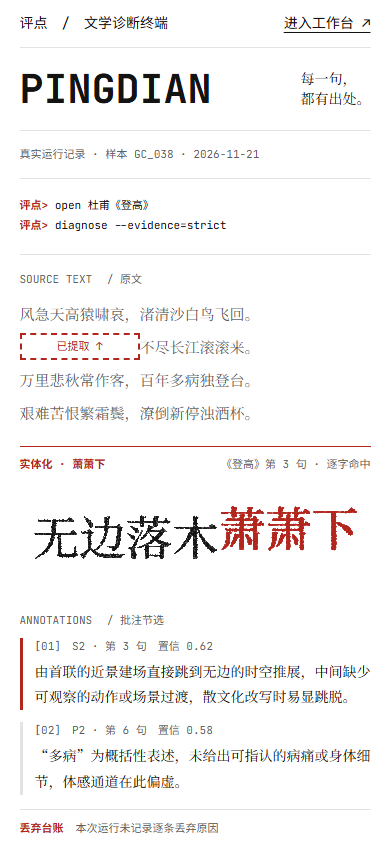 评点 / 文学诊断终端
进入工作台 ↗
PINGDIAN
每一句，
都有出处。
真实运行记录 · 样本 GC_038 · 2026-11-21
评点> open 杜甫《登高》
评点> diagnose --evidence=strict
SOURCE TEXT / 原文
风急天高猿啸哀，渚清沙白鸟飞回。
已提取 ↑ 不尽长江滚滚来。
万里悲秋常作客，百年多病独登台。
艰难苦恨繁霜鬓，潦倒新停浊酒杯。
实体化 · 萧萧下
《登高》第 3 句 · 逐字命中
无边落木萧萧下
ANNOTATIONS / 批注节选
[01] S2 · 第 3 句 置信 0.62
由首联的近景建场直接跳到无边的时空推展，中间缺少
可观察的动作或场景过渡，散文化改写时易显跳脱。
[02] P2 · 第 6 句 置信 0.58
“多病”为概括性表述，未给出可指认的病痛或身体细
节，体感通道在此偏虚。
丢弃台账 本次运行未记录逐条丢弃原因